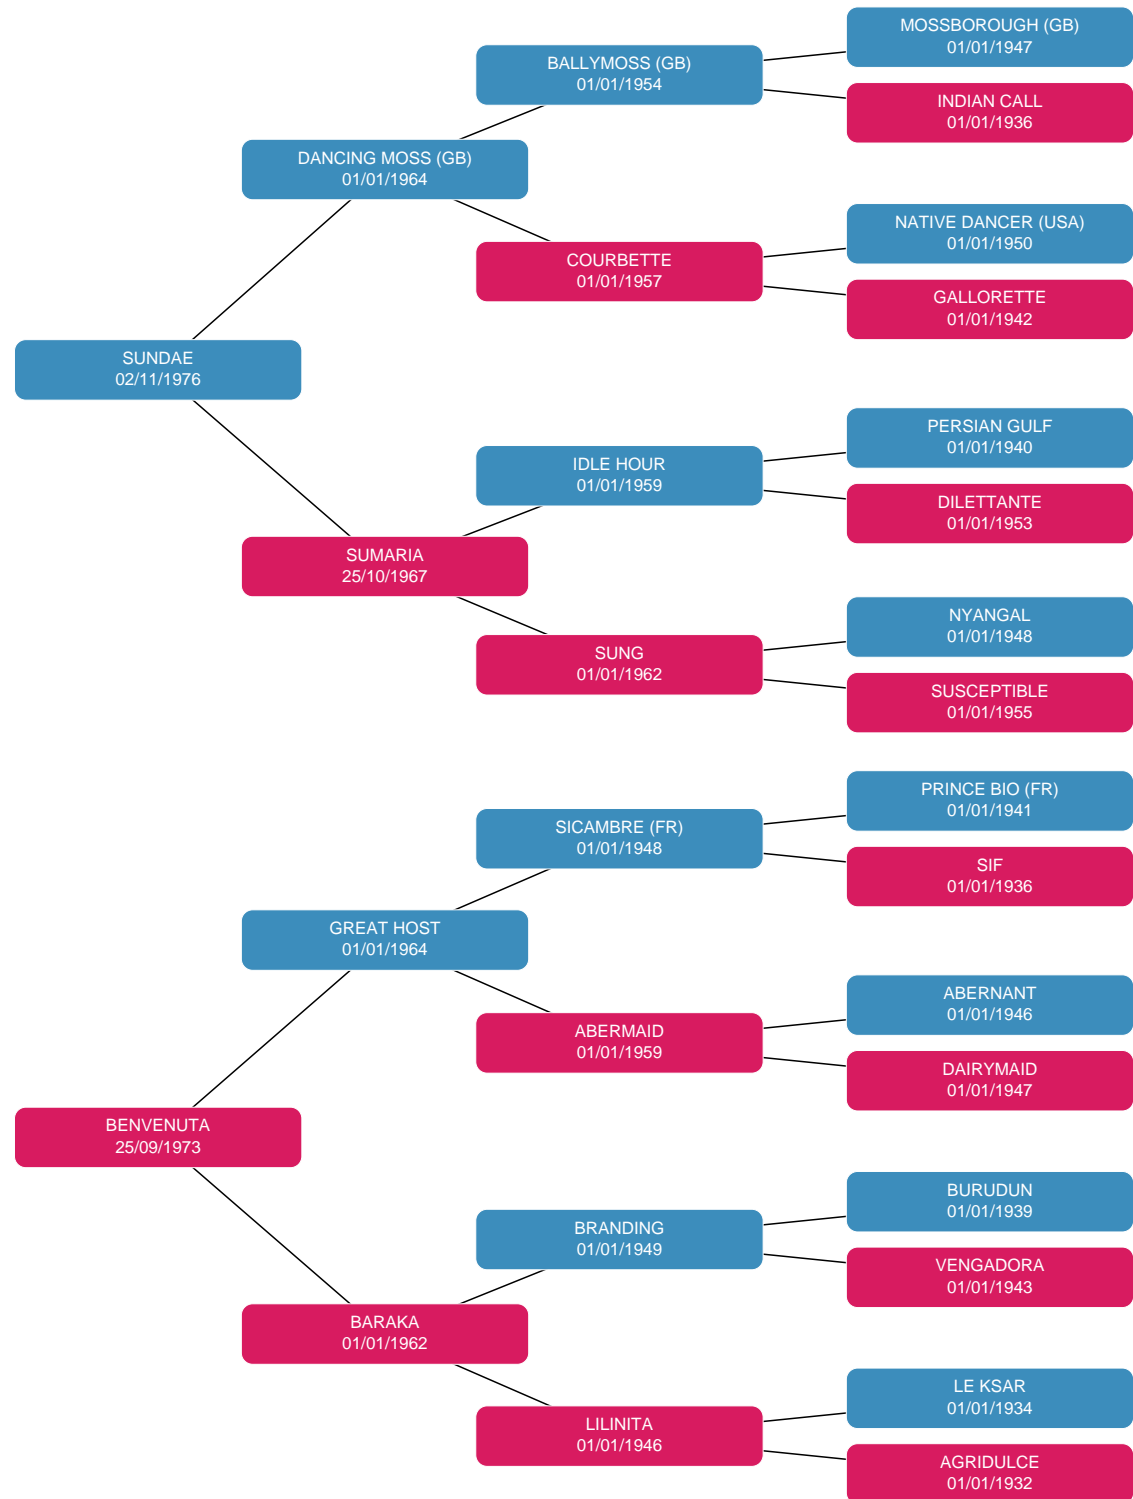 MOSSBOROUGH (GB)
01/01/1947
BALLYMOSS (GB)
01/01/1954
INDIAN CALL
01/01/1936
DANCING MOSS (GB)
01/01/1964
NATIVE DANCER (USA)
01/01/1950
COURBETTE
01/01/1957
GALLORETTE
01/01/1942
SUNDAE
02/11/1976
PERSIAN GULF
01/01/1940
IDLE HOUR
01/01/1959
DILETTANTE
01/01/1953
SUMARIA
25/10/1967
NYANGAL
01/01/1948
SUNG
01/01/1962
SUSCEPTIBLE
01/01/1955
PRINCE BIO (FR)
01/01/1941
SICAMBRE (FR)
01/01/1948
SIF
01/01/1936
GREAT HOST
01/01/1964
ABERNANT
01/01/1946
ABERMAID
01/01/1959
DAIRYMAID
01/01/1947
BENVENUTA
25/09/1973
BURUDUN
01/01/1939
BRANDING
01/01/1949
VENGADORA
01/01/1943
BARAKA
01/01/1962
LE KSAR
01/01/1934
LILINITA
01/01/1946
AGRIDULCE
01/01/1932